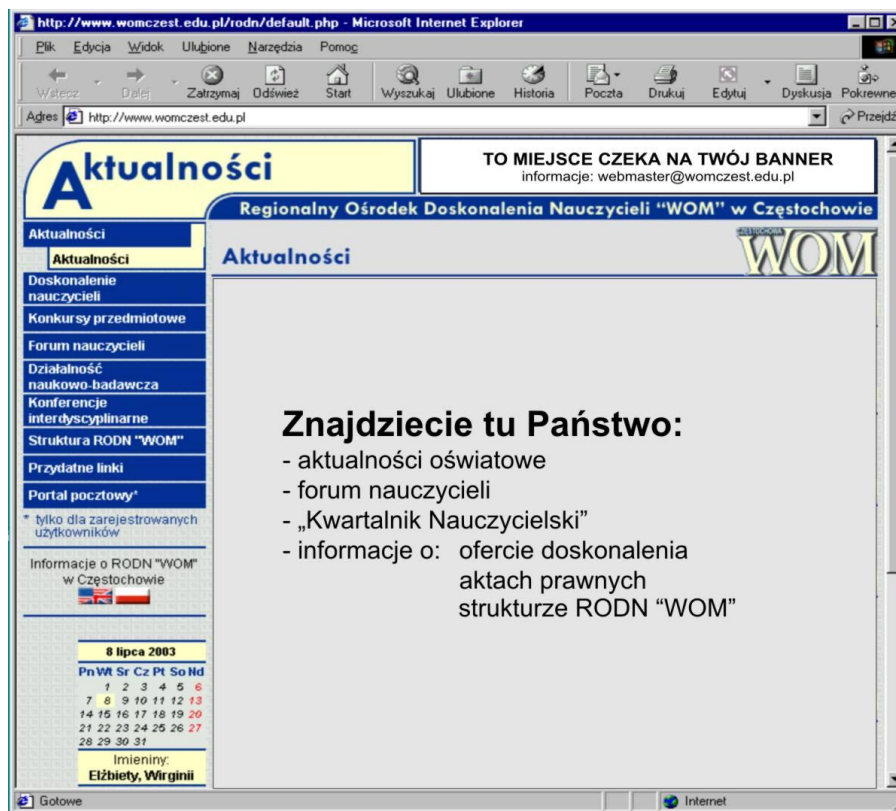 http://www.womczest.edu.pl/rodn/default.php - Microsoft Internet Explorer
Plik Edycja Widok Ulubione Narzędzia Pomoc
Wstecz Dalej Zatrzymaj Odśwież Start Wyszukaj Ulubione Historia Poczta Drukuj Edytuj Dyskusja Pokrewne
Adres http://www.womczest.edu.pl Przejdź
Aktualności
TO MIEJSCE CZEKA NA TWÓJ BANNER
informacje: webmaster@womczest.edu.pl
Regionalny Ośrodek Doskonalenia Nauczycieli “WOM” w Częstochowie
Aktualności
Aktualności
Doskonalenie
nauczycieli
Konkursy przedmiotowe
Forum nauczycieli
Działalność
naukowo-badawcza
Konferencje
interdyscyplinarne
Struktura RODN "WOM"
Przydatne linki
Portal pocztowy*
* tylko dla zarejestrowanych
użytkowników
Informacje o RODN "WOM"
w Częstochowie
8 lipca 2003
Pn Wt Sr Cz Pt So Nd
1 2 3 4 5 6
7 8 9 10 11 12 13
14 15 16 17 18 19 20
21 22 23 24 25 26 27
28 29 30 31
Imieniny:
Elżbiety, Wirginii
Aktualności
CZĘSTOCHOWA
WOM
Znajdziecie tu Państwo:
- aktualności oświatowe
- forum nauczycieli
- „Kwartalnik Nauczycielski”
- informacje o: ofercie doskonalenia
aktach prawnych
strukturze RODN “WOM”
Gotowe Internet